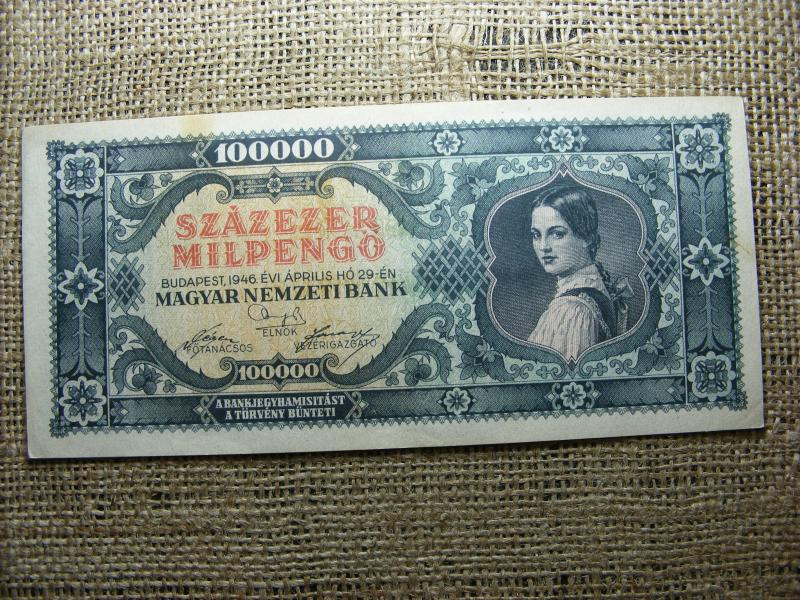 100000
SZÁZEZER
MILPENGŐ
BUDAPEST, 1946. ÉVI ÁPRILIS HÓ 29-ÉN
MAGYAR NEMZETI BANK
ELNÖK
FŐTANÁCSOS
VEZÉRIGAZGATÓ
100000
A BANKJEGYHAMISITÁST
A TÖRVÉNY BÜNTETI